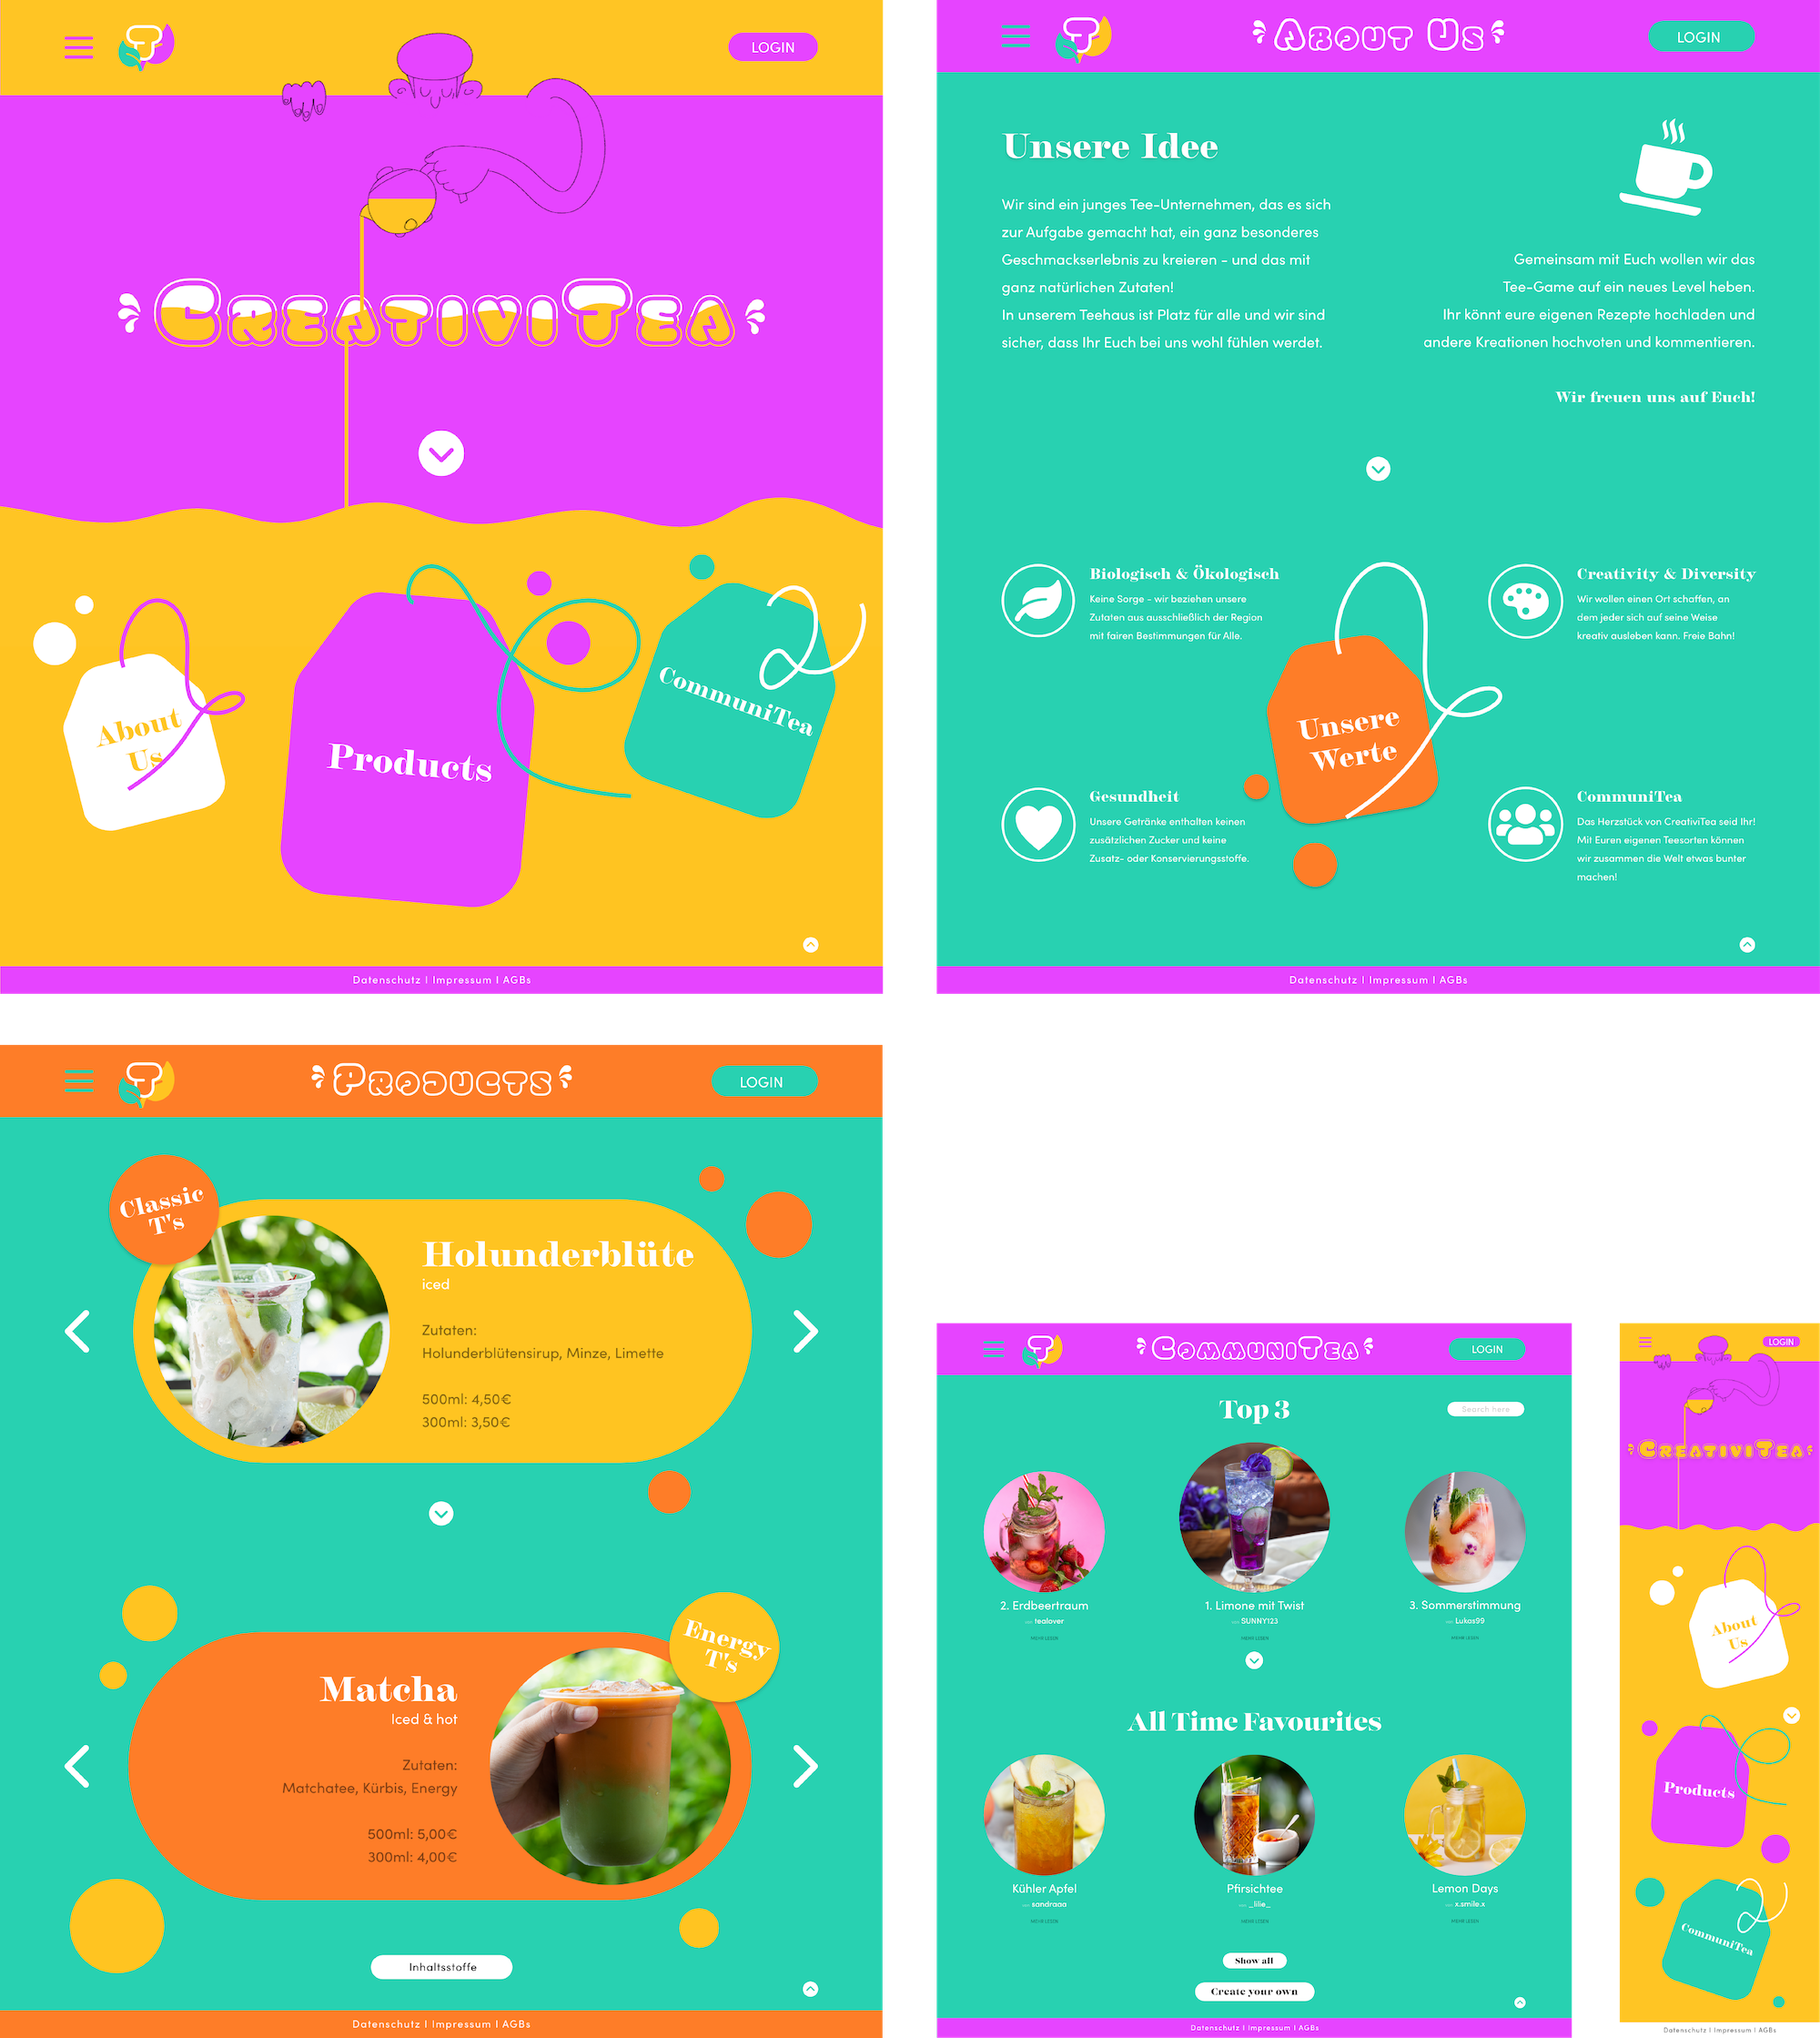 T
LOGIN
CreativiTea
About
Us
Products
CommuniTea
Datenschutz I Impressum I AGBs
T
About Us
LOGIN
Unsere Idee
Wir sind ein junges Tee-Unternehmen, das es sich
zur Aufgabe gemacht hat, ein ganz besonderes
Geschmackserlebnis zu kreieren - und das mit
ganz natürlichen Zutaten!
In unserem Teehaus ist Platz für alle und wir sind
sicher, dass Ihr Euch bei uns wohl fühlen werdet.
Gemeinsam mit Euch wollen wir das
Tee-Game auf ein neues Level heben.
Ihr könnt eure eigenen Rezepte hochladen und
andere Kreationen hochvoten und kommentieren.
Wir freuen uns auf Euch!
Biologisch & Ökologisch
Keine Sorge - wir beziehen unsere
Zutaten aus ausschließlich der Region
mit fairen Bestimmungen für Alle.
Creativity & Diversity
Wir wollen einen Ort schaffen, an
dem jeder sich auf seine Weise
kreativ ausleben kann. Freie Bahn!
Unsere
Werte
Gesundheit
Unsere Getränke enthalten keinen
zusätzlichen Zucker und keine
Zusatz- oder Konservierungsstoffe.
CommuniTea
Das Herzstück von CreativiTea seid Ihr!
Mit Euren eigenen Teesorten können
wir zusammen die Welt etwas bunter
machen!
Datenschutz I Impressum I AGBs
T
Products
LOGIN
Classic
T's
Holunderblüte
iced
Zutaten:
Holunderblütensirup, Minze, Limette
500ml: 4,50€
300ml: 3,50€
Energy
T's
Matcha
Iced & hot
Zutaten:
Matchatee, Kürbis, Energy
500ml: 5,00€
300ml: 4,00€
Inhaltsstoffe
Datenschutz I Impressum I AGBs
T
CommuniTea
LOGIN
Top 3
Search here
2. Erdbeertraum
tealover
MEHR LESEN
1. Limone mit Twist
SUNNY123
MEHR LESEN
3. Sommerstimmung
Lukas99
MEHR LESEN
All Time Favourites
Kühler Apfel
sandraaa
MEHR LESEN
Pfirsichtee
_lilie_
MEHR LESEN
Lemon Days
x.smile.x
MEHR LESEN
Show all
Create your own
Datenschutz I Impressum I AGBs
LOGIN
CreativiTea
About
Us
Products
CommuniTea
Datenschutz I Impressum I AGBs